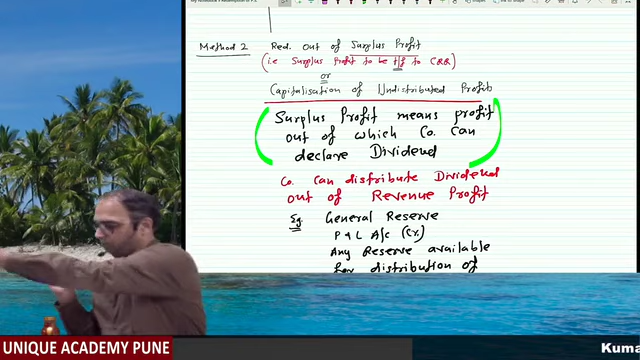 Method 2 Red. Out of Surplus Profit
(i.e. Surplus Profit to be t/f to CRR)
or
Capitalisation of Undistributed Profits
Surplus Profit means profit
out of which Co. Can
declare Dividend
Co. Can distribute Dividend
out of Revenue Profit
Eg. General Reserve
P & L A/c (Cr.)
Any Reserve available
for distribution of
UNIQUE ACADEMY PUNE
Kuma